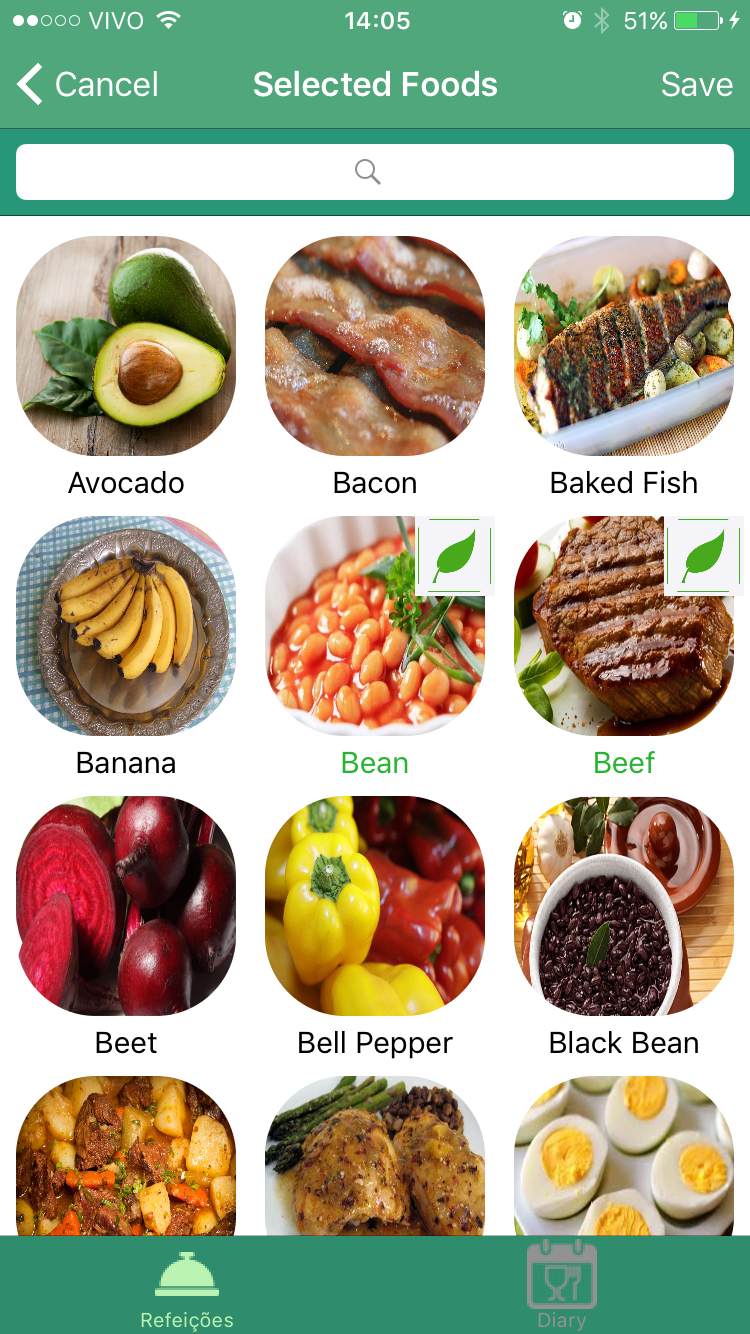 VIVO 14:05 51%
Cancel Selected Foods Save
Avocado Bacon Baked Fish
Banana Bean Beef
Beet Bell Pepper Black Bean
Refeições Diary